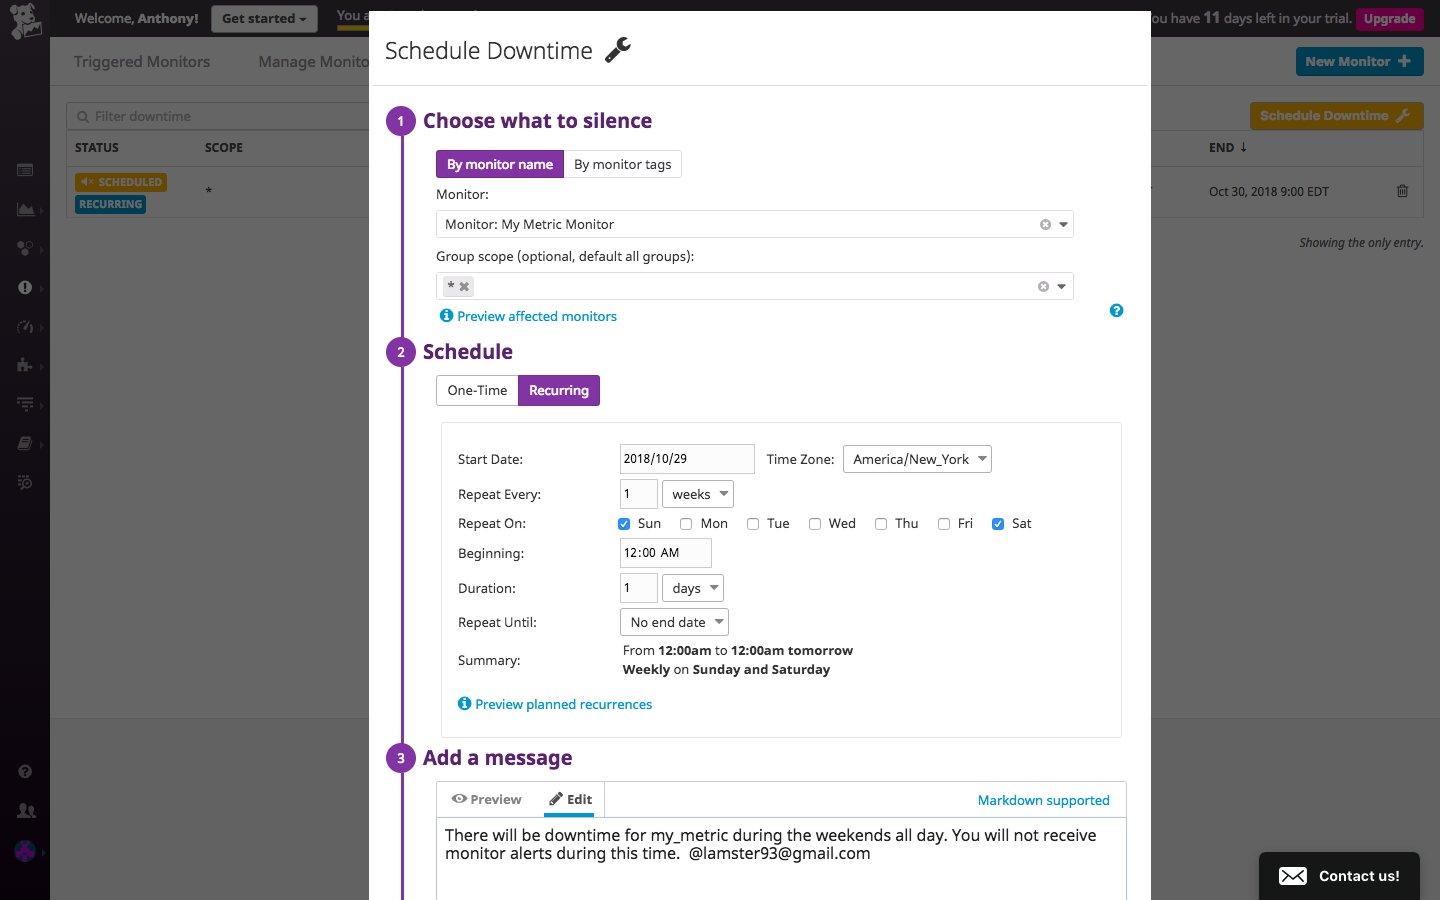 Welcome, Anthony!
Get started
You a
ou have 11 days left in your trial.
Upgrade
Triggered Monitors
Manage Monito
New Monitor
Filter downtime
Schedule Downtime
STATUS
SCOPE
END ↓
SCHEDULED
RECURRING
*
Oct 30, 2018 9:00 EDT
Showing the only entry.
Schedule Downtime
1 Choose what to silence
By monitor name
By monitor tags
Monitor:
Monitor: My Metric Monitor
Group scope (optional, default all groups):
*
Preview affected monitors
2 Schedule
One-Time
Recurring
Start Date:
2018/10/29
Time Zone:
America/New_York
Repeat Every:
1
weeks
Repeat On:
Sun
Mon
Tue
Wed
Thu
Fri
Sat
Beginning:
12:00 AM
Duration:
1
days
Repeat Until:
No end date
Summary:
From 12:00am to 12:00am tomorrow
Weekly on Sunday and Saturday
Preview planned recurrences
3 Add a message
Preview
Edit
Markdown supported
There will be downtime for my_metric during the weekends all day. You will not receive
monitor alerts during this time.  @lamster93@gmail.com
Contact us!